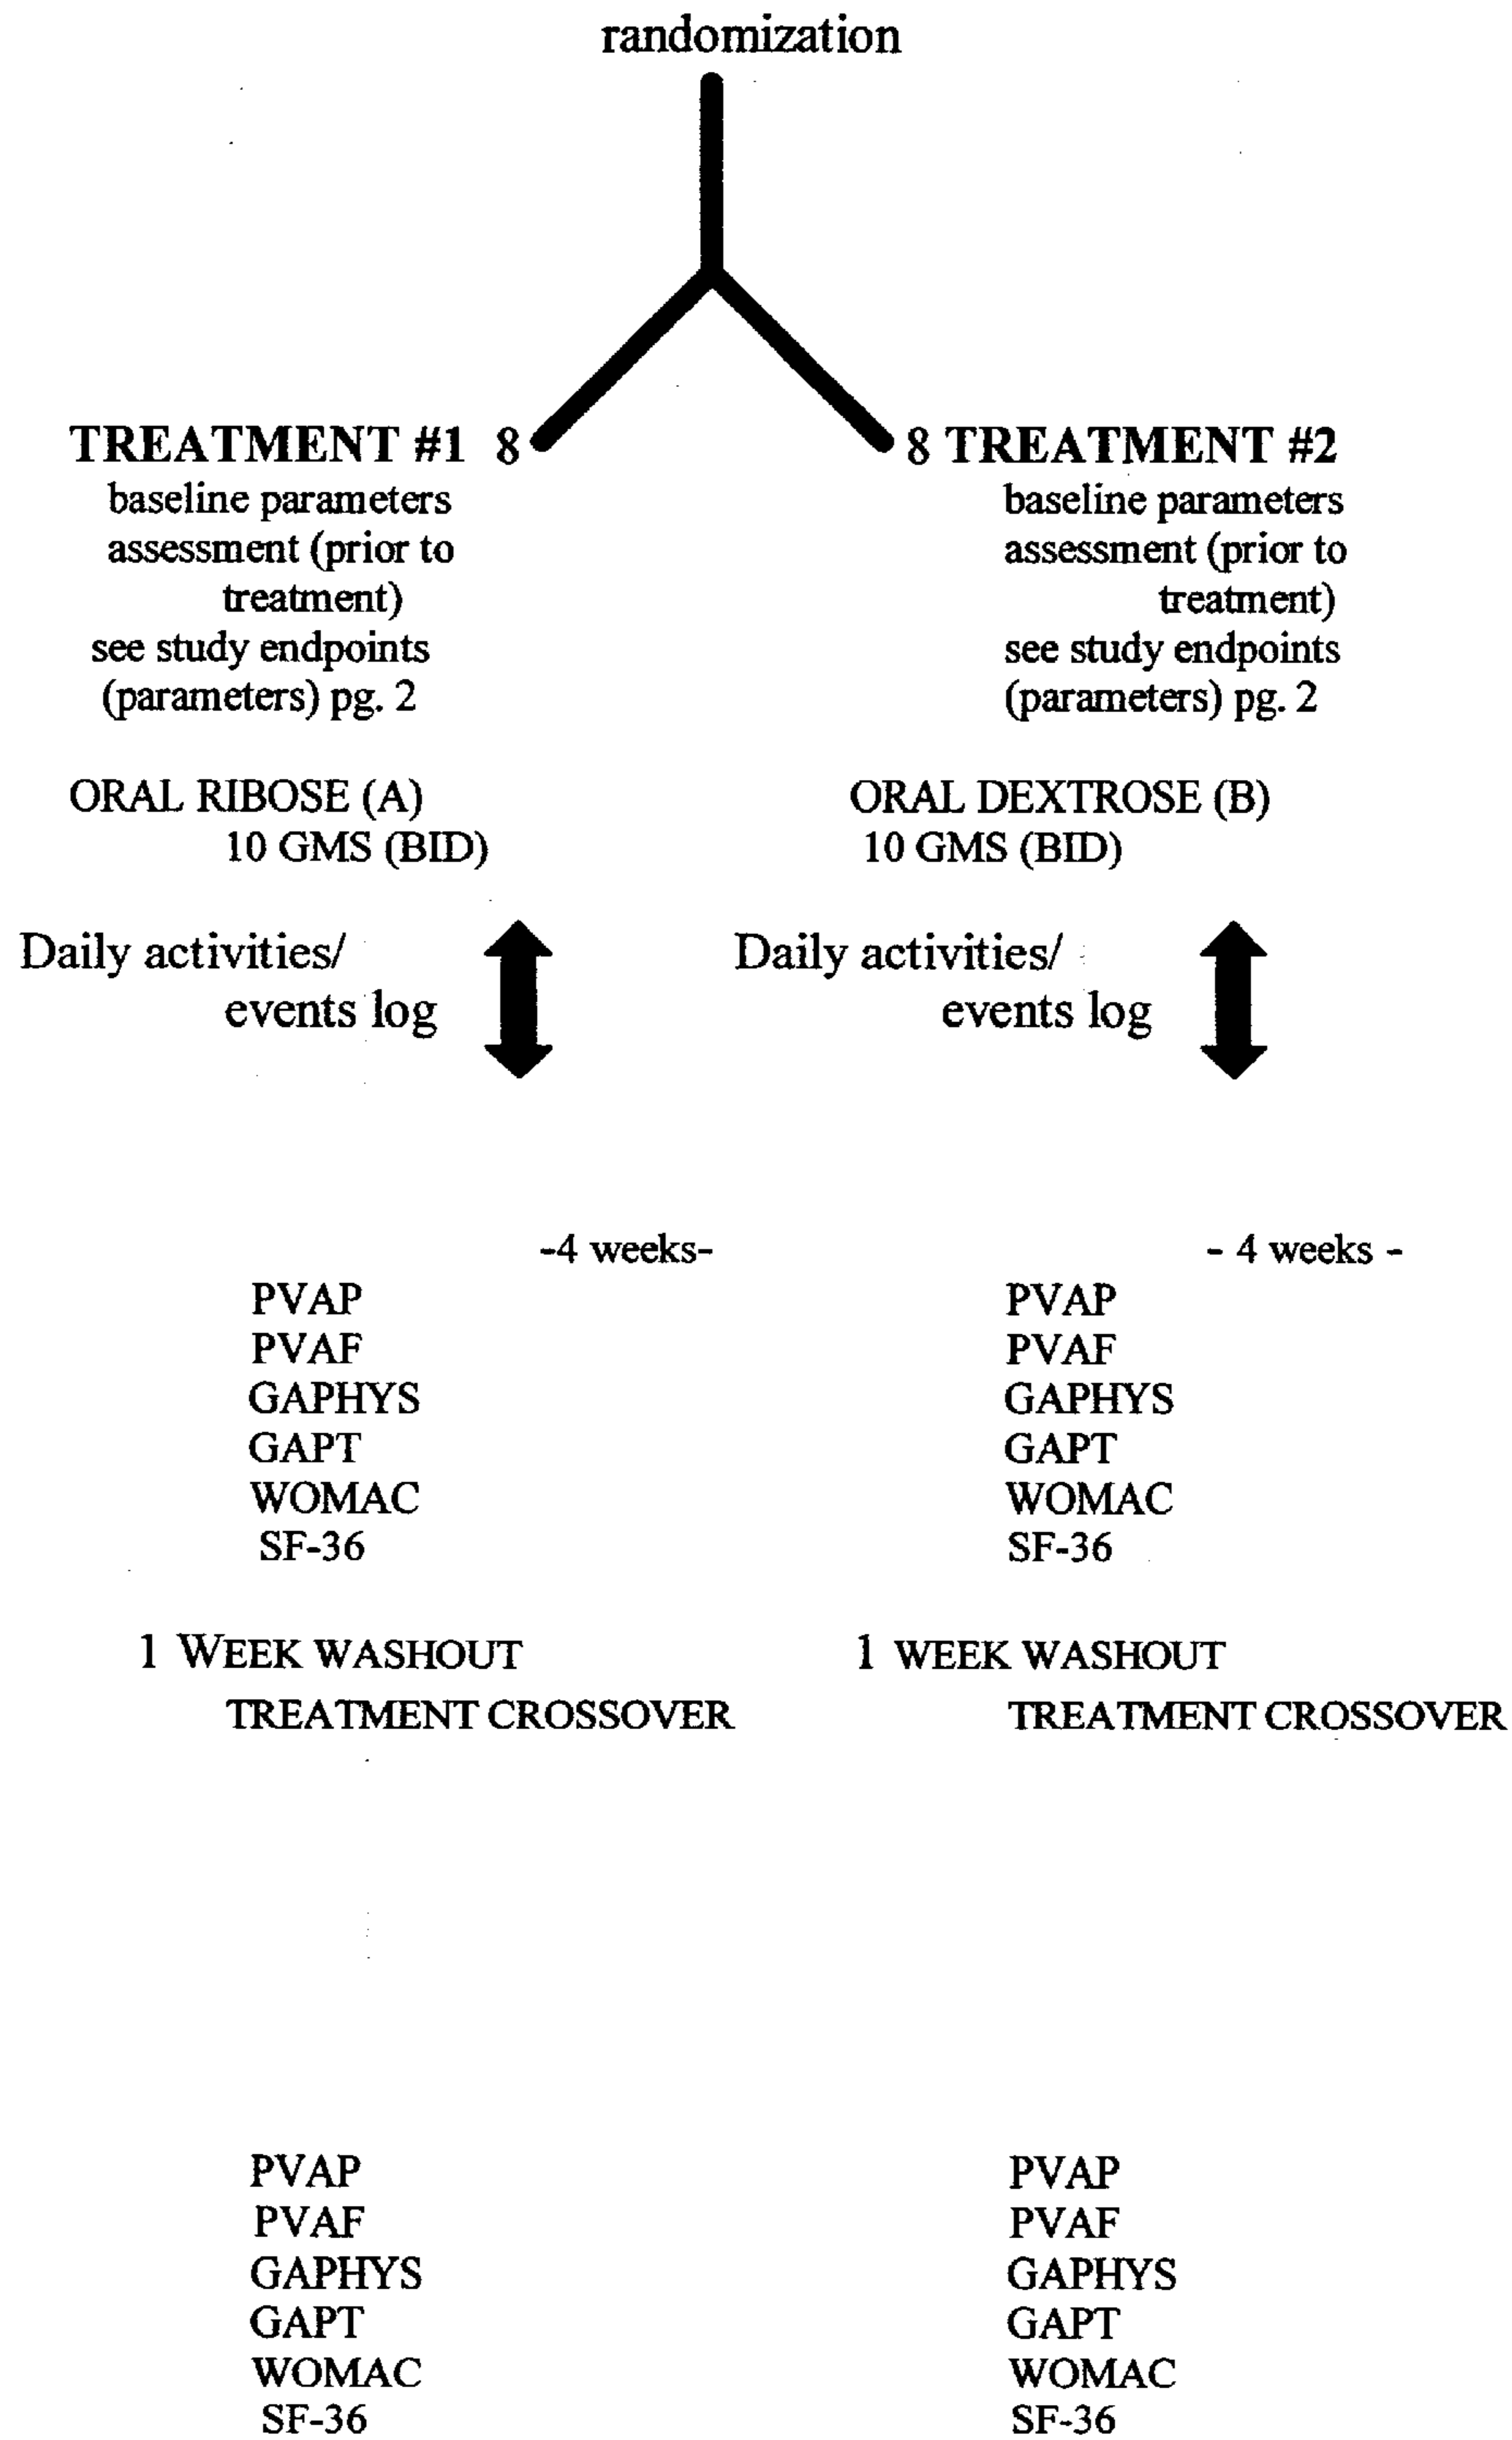 randomization
TREATMENT #1 8
baseline parameters
assessment (prior to
treatment)
see study endpoints
(parameters) pg. 2
ORAL RIBOSE (A)
10 GMS (BID)
Daily activities/
events log
-4 weeks-
PVAP
PVAF
GAPHYS
GAPT
WOMAC
SF-36
1 WEEK WASHOUT
TREATMENT CROSSOVER
PVAP
PVAF
GAPHYS
GAPT
WOMAC
SF-36
8 TREATMENT #2
baseline parameters
assessment (prior to
treatment)
see study endpoints
(parameters) pg. 2
ORAL DEXTROSE (B)
10 GMS (BID)
Daily activities/
events log
- 4 weeks -
PVAP
PVAF
GAPHYS
GAPT
WOMAC
SF-36
1 WEEK WASHOUT
TREATMENT CROSSOVER
PVAP
PVAF
GAPHYS
GAPT
WOMAC
SF-36